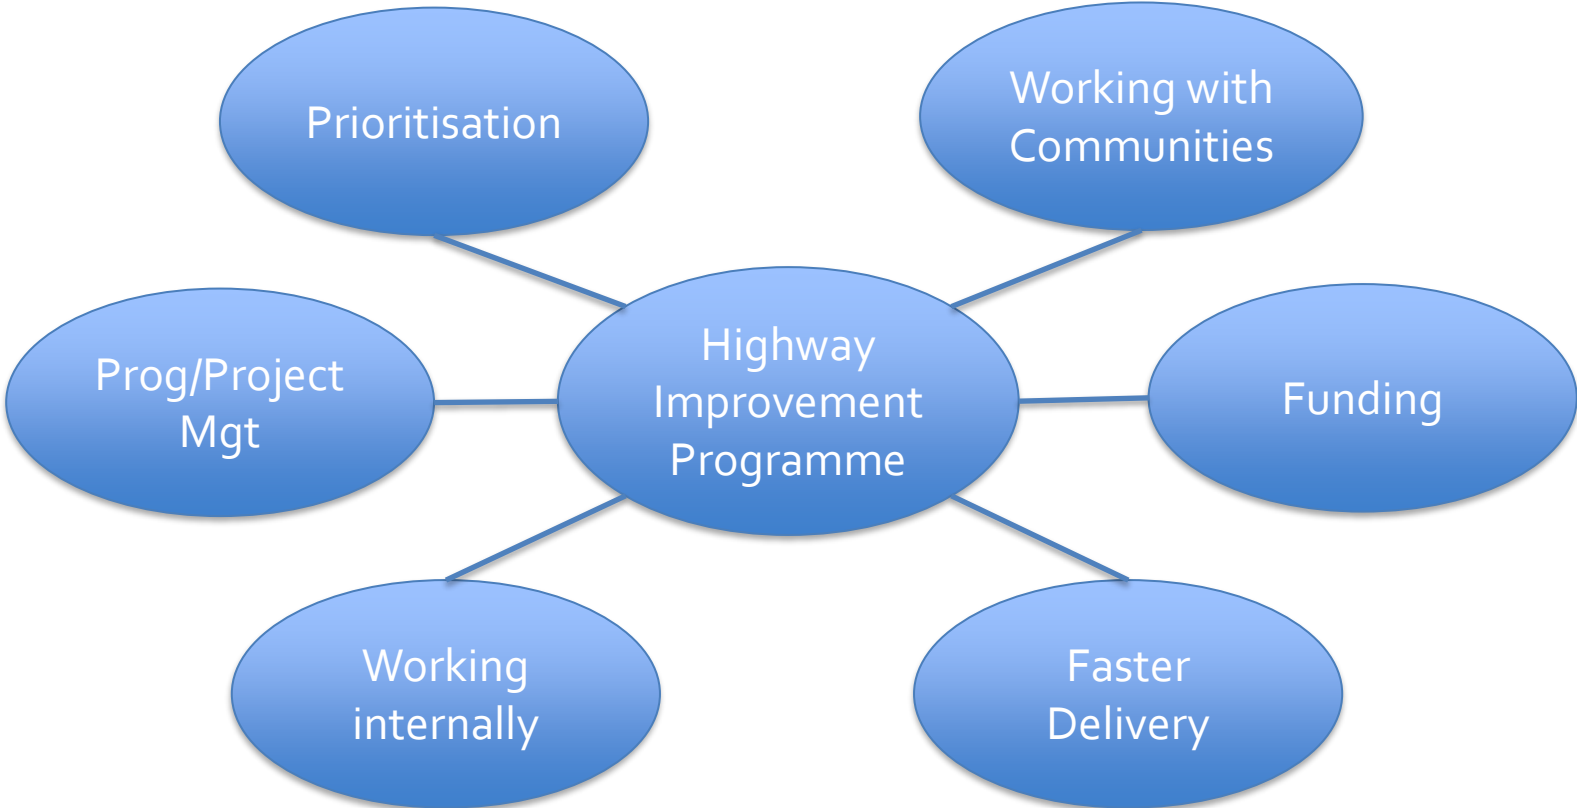 Prioritisation
Working with
Communities
Prog/Project
Mgt
Highway
Improvement
Programme
Funding
Working
internally
Faster
Delivery